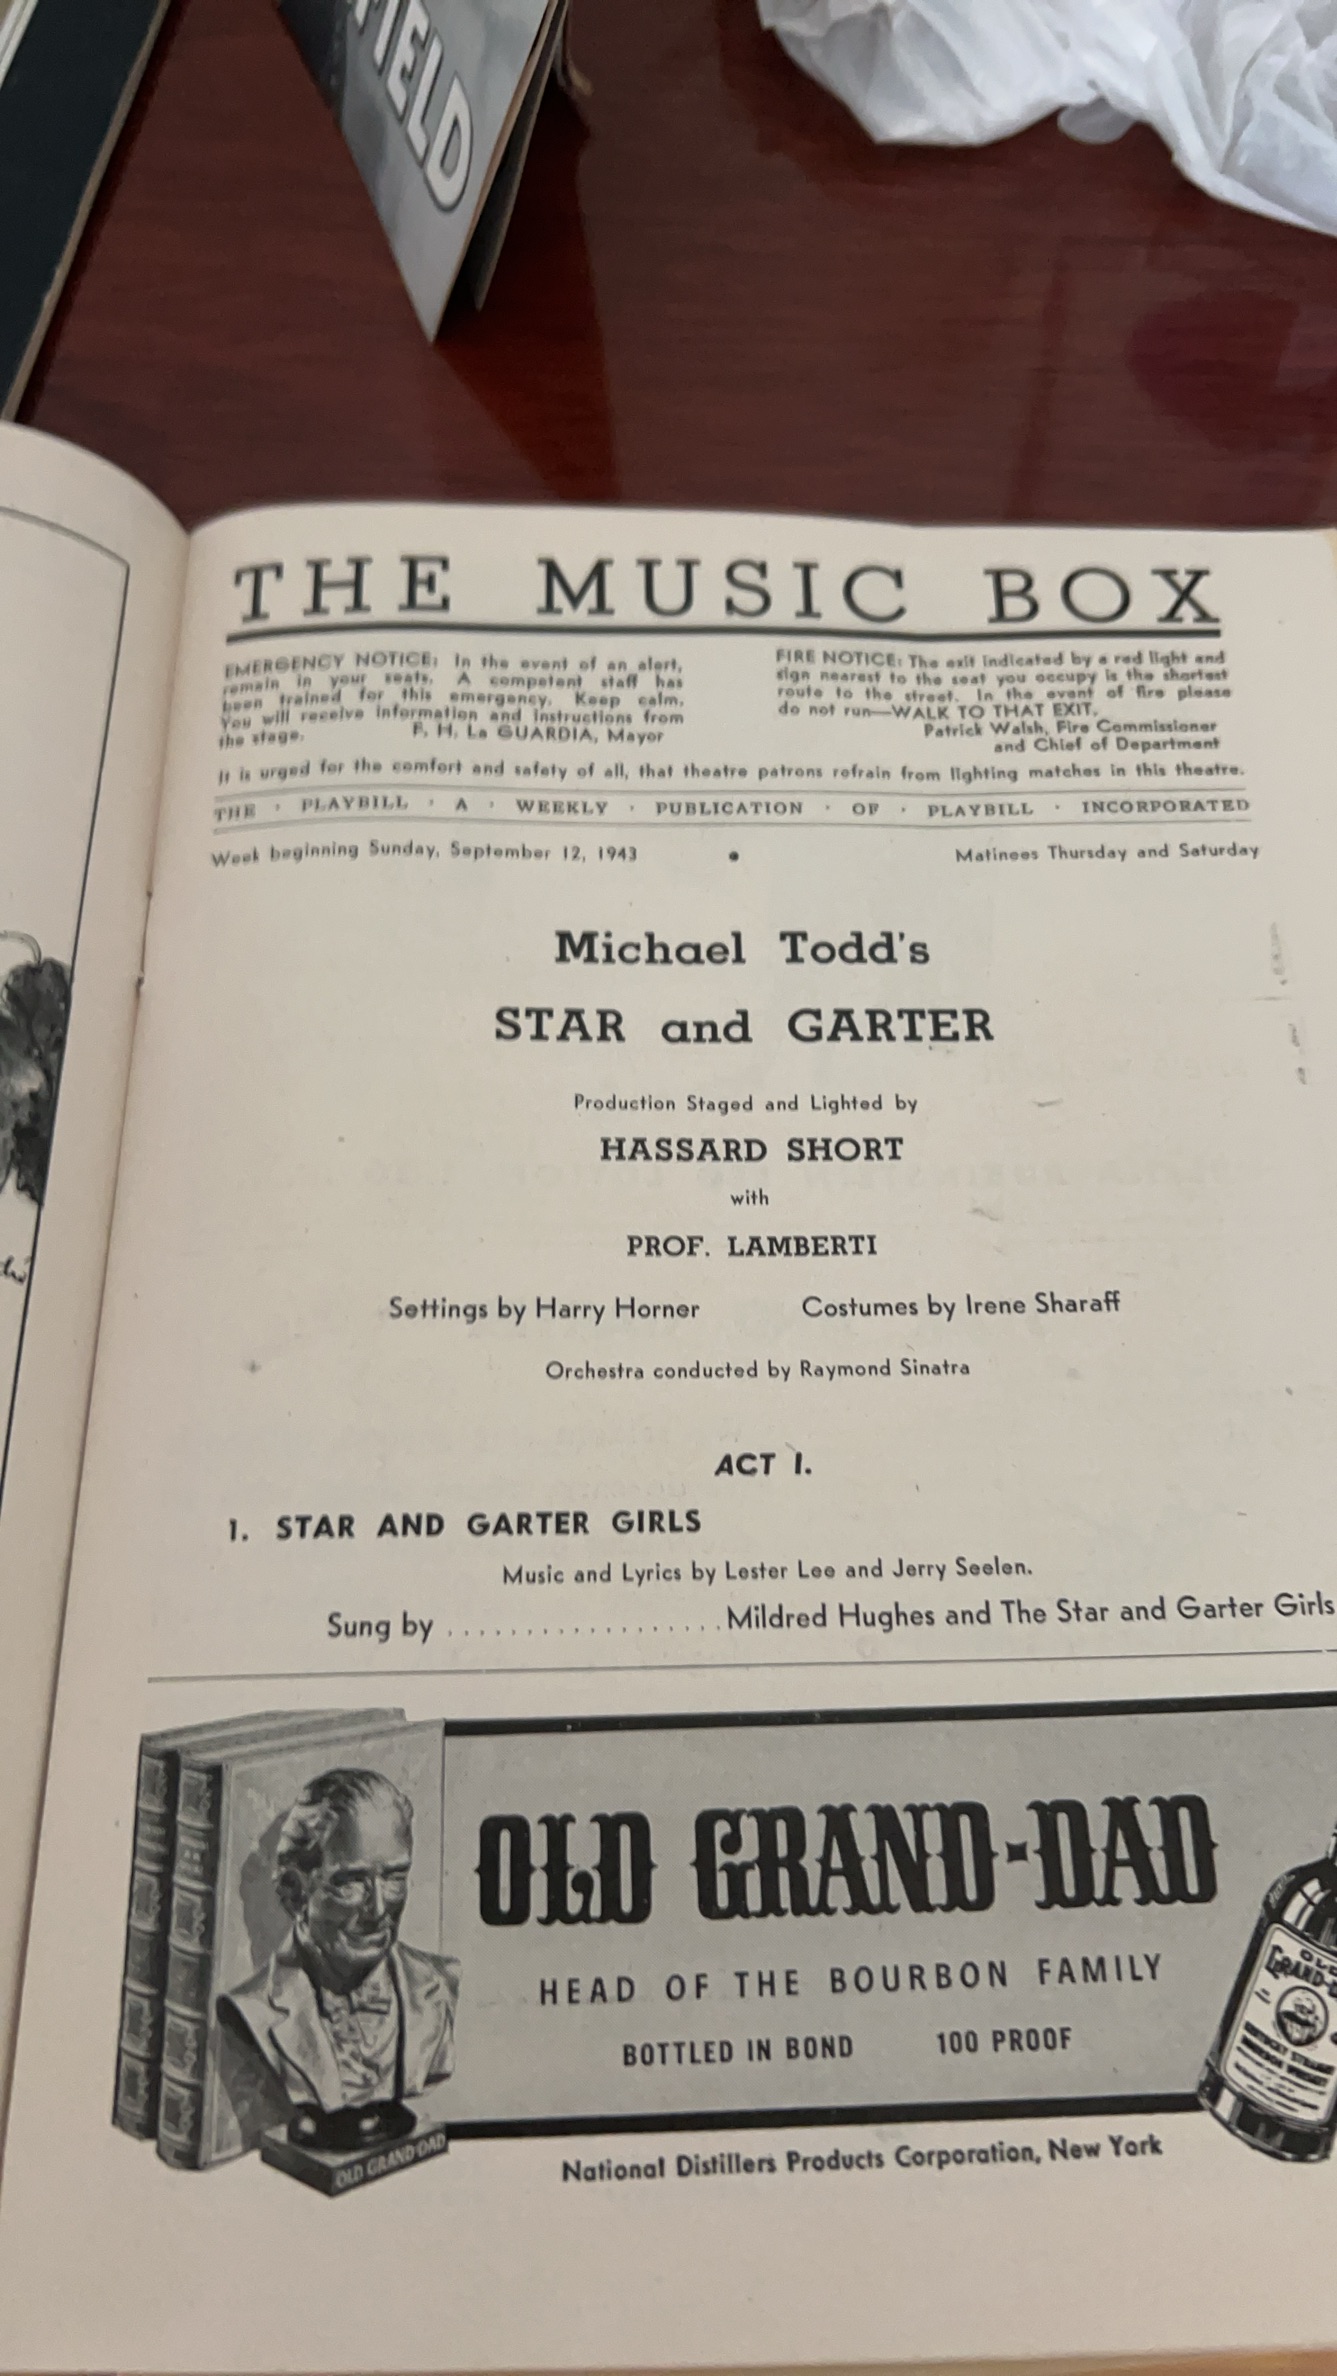 FIELD
THE MUSIC BOX
EMERGENCY NOTICE: In the event of an alert,
remain in your seats. A competent staff has
been trained for this emergency. Keep calm.
You will receive information and instructions from
the stage. F. H. La GUARDIA, Mayor
FIRE NOTICE: The exit indicated by a red light and
sign nearest to the seat you occupy is the shortest
route to the street. In the event of fire please
do not run—WALK TO THAT EXIT.
Patrick Walsh, Fire Commissioner
and Chief of Department
It is urged for the comfort and safety of all, that theatre patrons refrain from lighting matches in this theatre.
THE · PLAYBILL · A · WEEKLY · PUBLICATION · OF · PLAYBILL · INCORPORATED
Week beginning Sunday, September 12, 1943 • Matinees Thursday and Saturday
Michael Todd's
STAR and GARTER
Production Staged and Lighted by
HASSARD SHORT
with
PROF. LAMBERTI
Settings by Harry Horner Costumes by Irene Sharaff
Orchestra conducted by Raymond Sinatra
ACT I.
1. STAR AND GARTER GIRLS
Music and Lyrics by Lester Lee and Jerry Seelen.
Sung by ..................Mildred Hughes and The Star and Garter Girls
OLD GRAND-DAD
HEAD OF THE BOURBON FAMILY
BOTTLED IN BOND 100 PROOF
OLD GRAND-DAD
National Distillers Products Corporation, New York
OLD
GRAND-D
KENTUCKY STRAIGHT
BOURBON WHISKEY